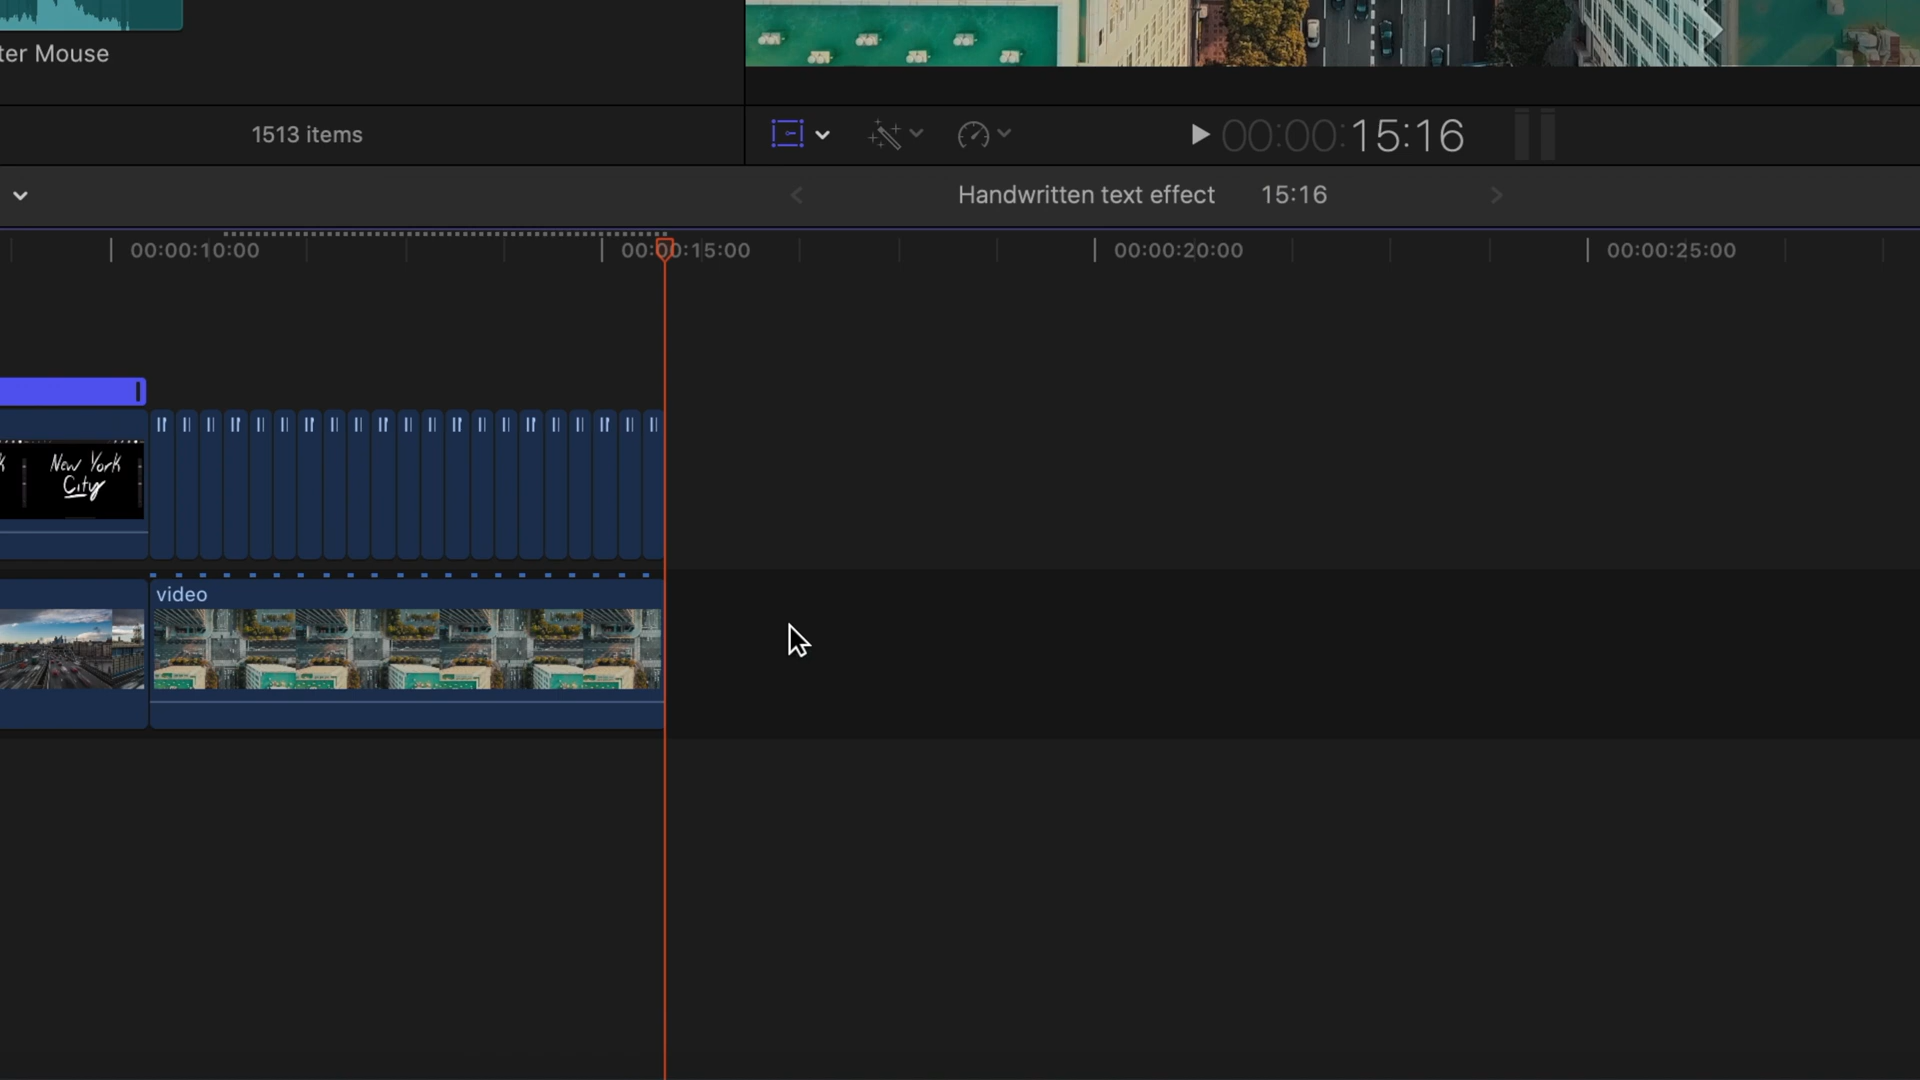 ter Mouse
1513 items
00:00:15:16
Handwritten text effect 15:16
00:00:10:00 00:00:15:00 00:00:20:00 00:00:25:00
New York
City
video